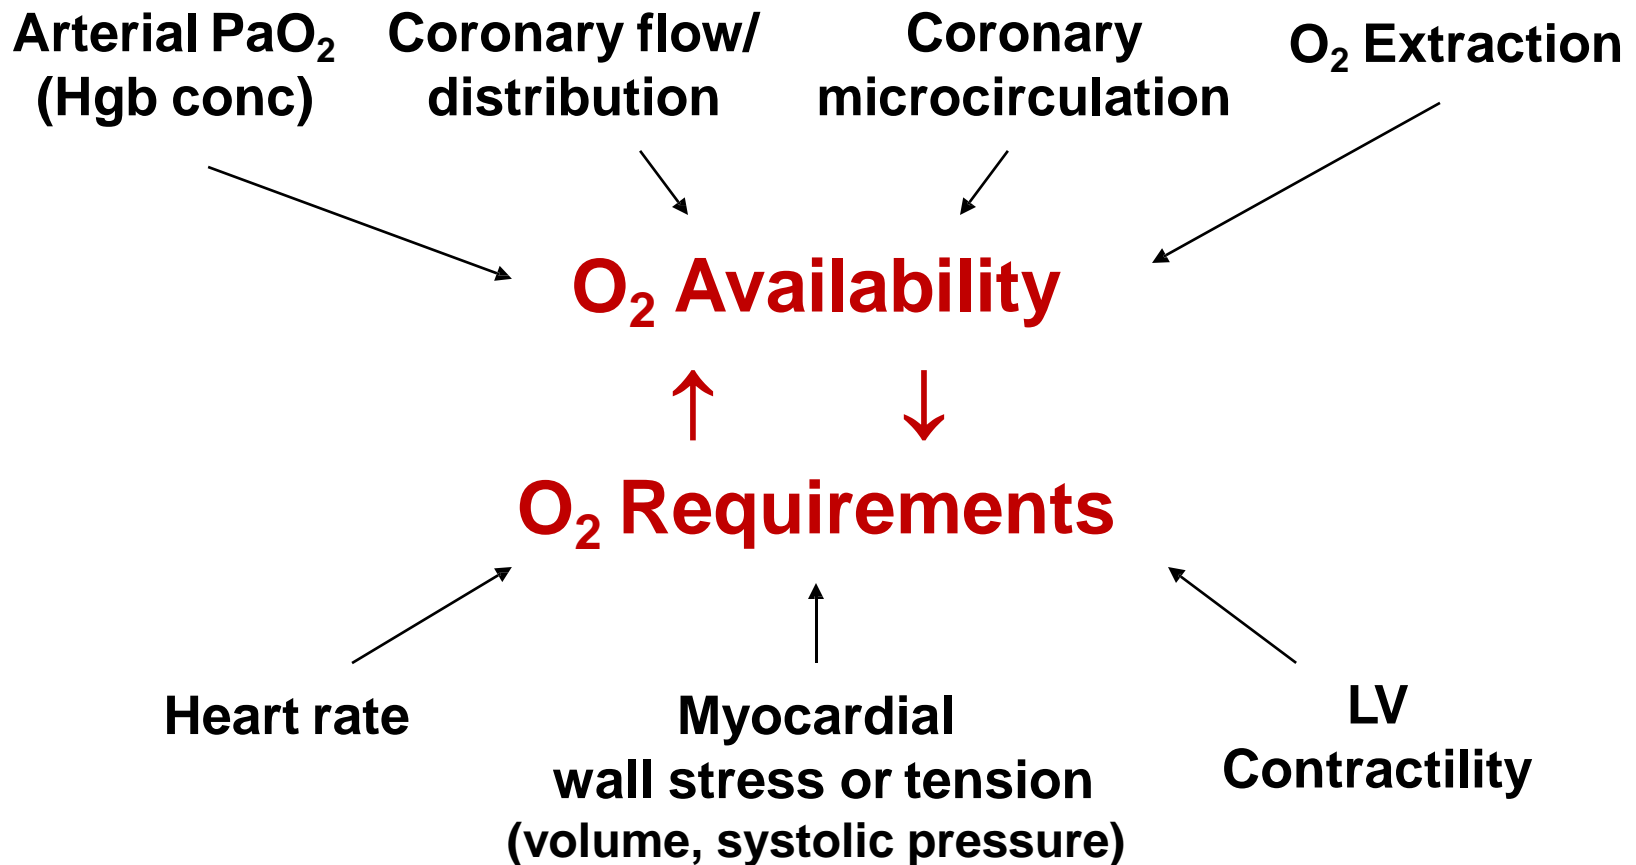 Arterial PaO₂
(Hgb conc)
Coronary flow/
distribution
Coronary
microcirculation
O₂ Extraction
O₂ Availability
↑ ↓
O₂ Requirements
Heart rate
Myocardial
wall stress or tension
(volume, systolic pressure)
LV
Contractility